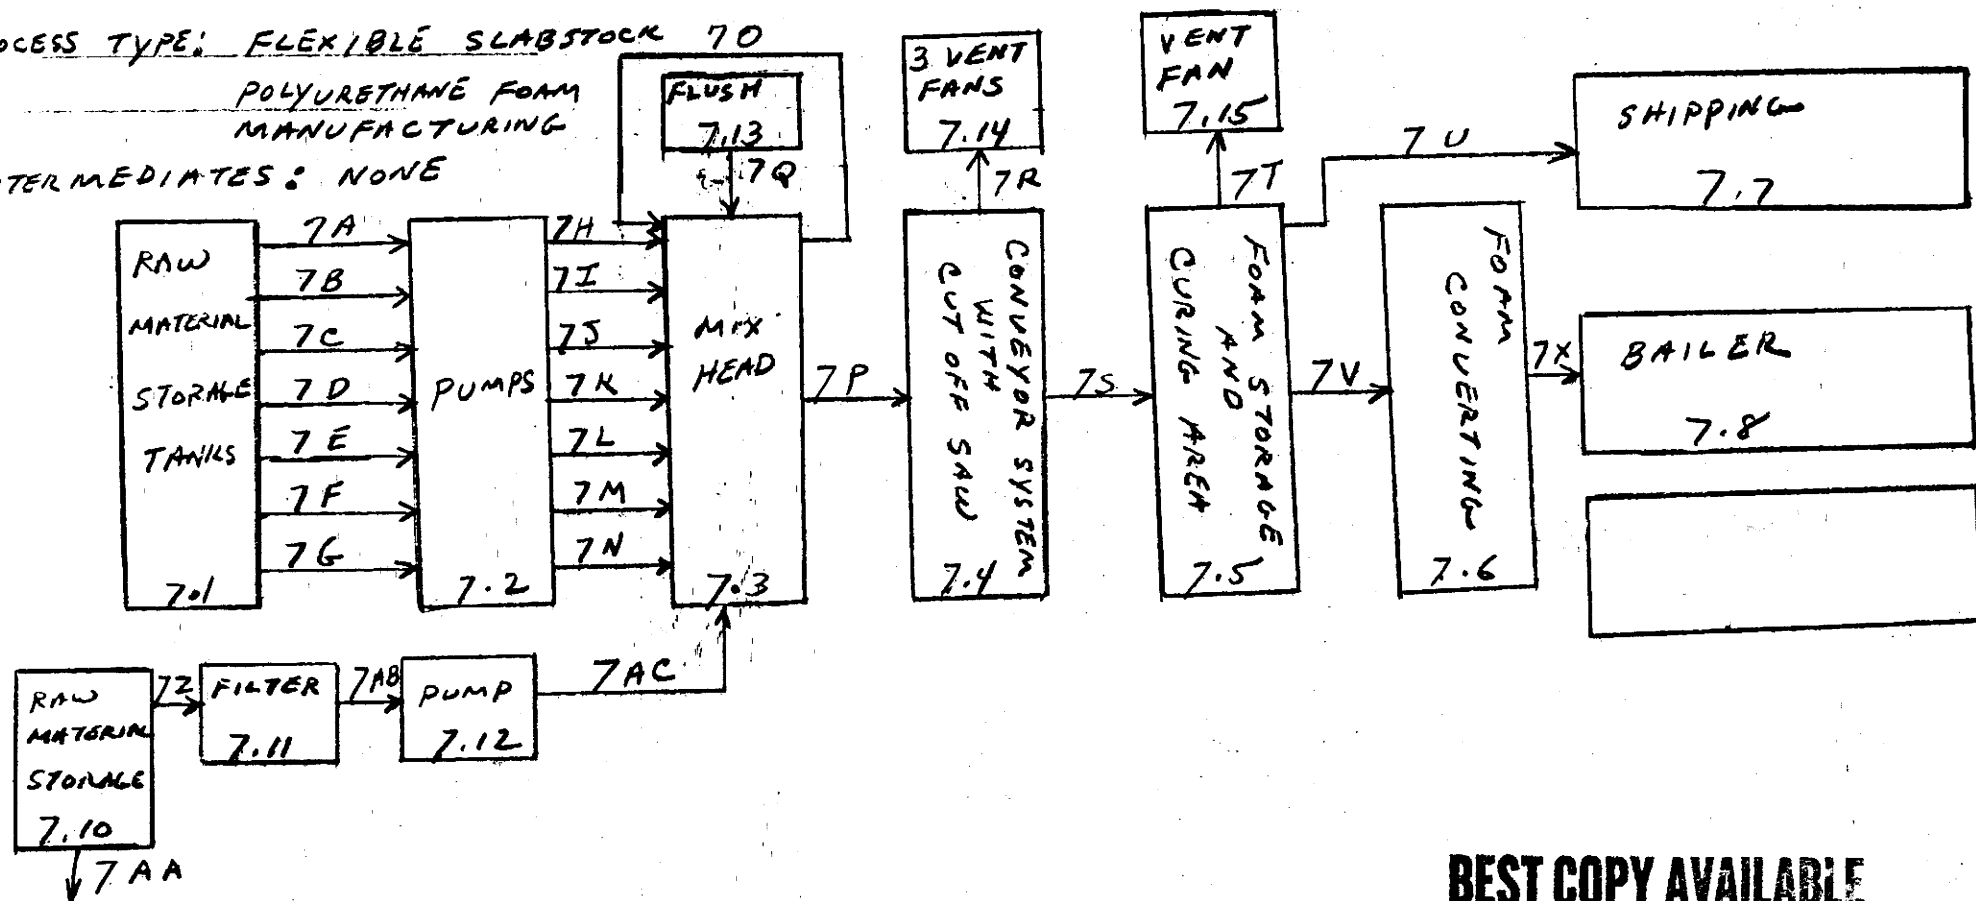 OCESS TYPE: FLEXIBLE SLABSTOCK
POLYURETHANE FOAM
MANUFACTURING
TERMEDIATES: NONE
7O
FLUSH
7.13
7Q
3 VENT
FANS
7.14
7R
VENT
FAN
7.15
7T
7U
SHIPPING
7.7
RAW
MATERIAL
STORAGE
TANKS
7.1
7A
7B
7C
7D
7E
7F
7G
PUMPS
7.2
7H
7I
7J
7K
7L
7M
7N
MIX
HEAD
7.3
7P
CONVEYOR SYSTEM
WITH
CUT OFF SAW
7.4
7S
FOAM STORAGE
AND
CURING AREA
7.5
7V
FOAM
CONVERTING
7.6
7X
BAILER
7.8
RAW
MATERIAL
STORAGE
7.10
7Z
FILTER
7.11
7AB
PUMP
7.12
7AC
7AA
BEST COPY AVAILABLE